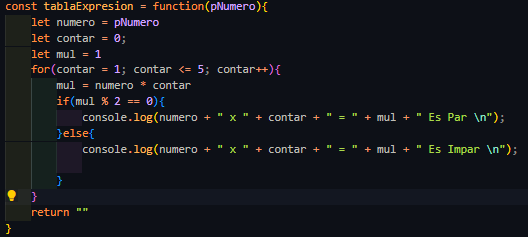 const tablaExpresion = function(pNumero){
    let numero = pNumero
    let contar = 0;
    let mul = 1
    for(contar = 1; contar <= 5; contar++){
        mul = numero * contar
        if(mul % 2 == 0){
            console.log(numero + " x " + contar + " = " + mul + " Es Par \n");
        }else{
            console.log(numero + " x " + contar + " = " + mul + " Es Impar \n");
        }
    }
    return ""
}